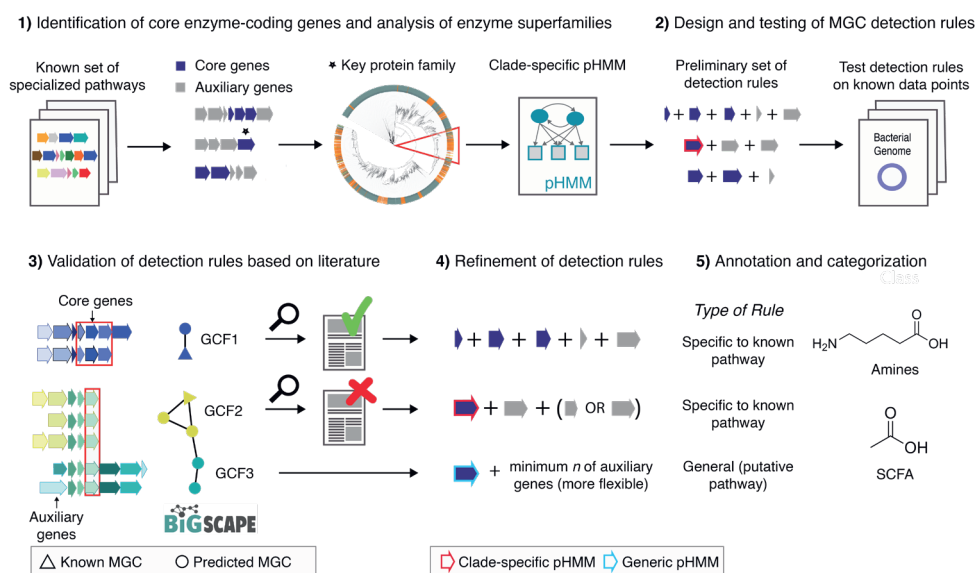 1) Identification of core enzyme-coding genes and analysis of enzyme superfamilies
2) Design and testing of MGC detection rules
Known set of
specialized pathways
Core genes
Auxiliary genes
Key protein family
Clade-specific pHMM
pHMM
Preliminary set of
detection rules
+ + + +
+ +
+ +
Test detection rules
on known data points
Bacterial
Genome
3) Validation of detection rules based on literature
4) Refinement of detection rules
5) Annotation and categorization
Class
Core genes
GCF1
GCF2
GCF3
Auxiliary
genes
BiGSCAPE
+ + + +
+ + ( OR )
+ minimum n of auxiliary
genes (more flexible)
Type of Rule
Specific to known
pathway
Specific to known
pathway
General (putative
pathway)
O
H2N OH
Amines
O
OH
SCFA
Known MGC Predicted MGC
Clade-specific pHMM Generic pHMM